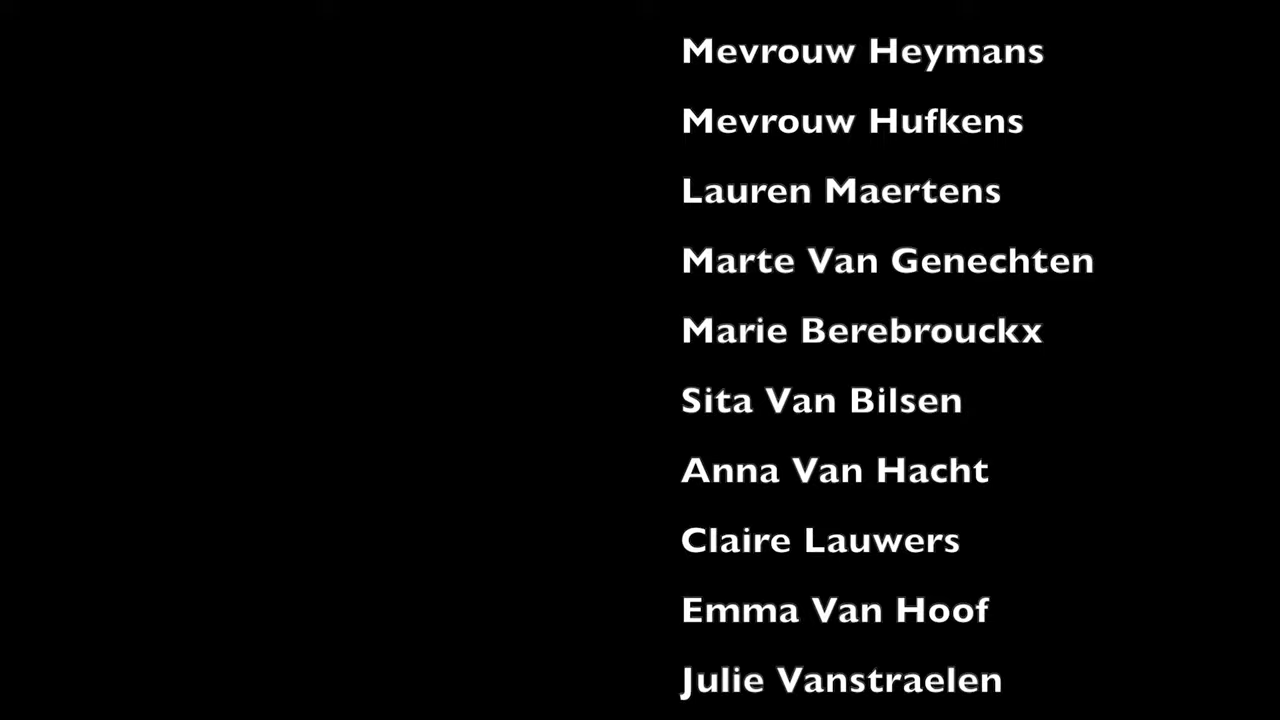 Mevrouw Heymans
Mevrouw Hufkens
Lauren Maertens
Marte Van Genechten
Marie Berebrouckx
Sita Van Bilsen
Anna Van Hacht
Claire Lauwers
Emma Van Hoof
Julie Vanstraelen